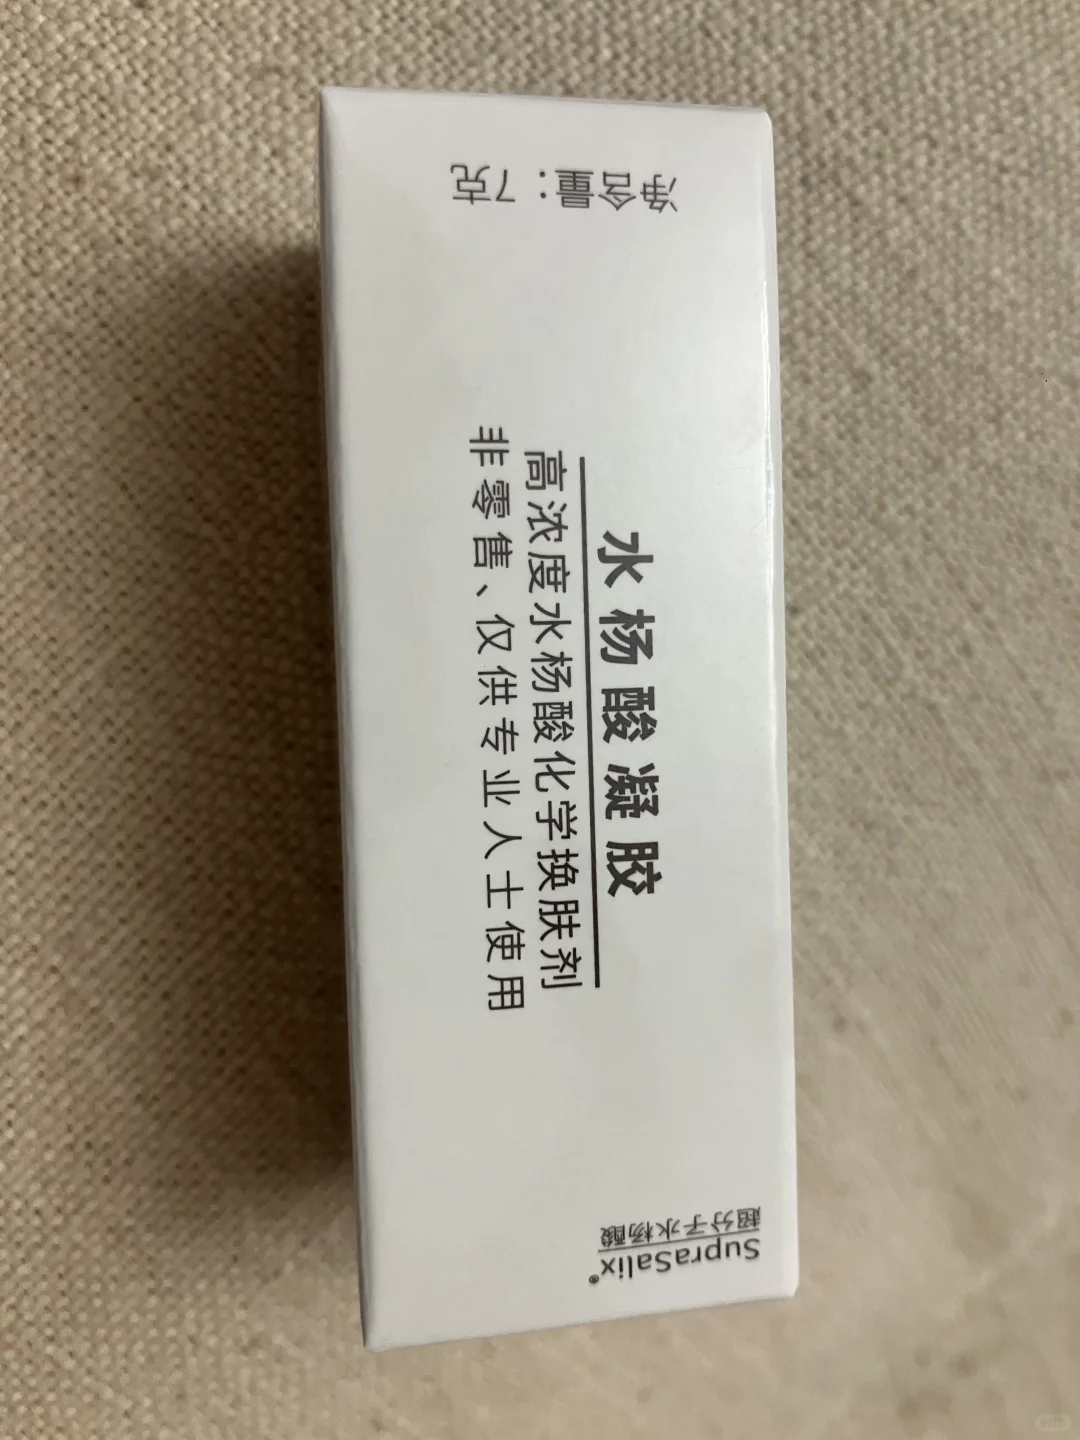 净含量：7克
水杨酸凝胶
高浓度水杨酸化学换肤剂
非零售、仅供专业人士使用
SupraSalix®
超分子水杨酸